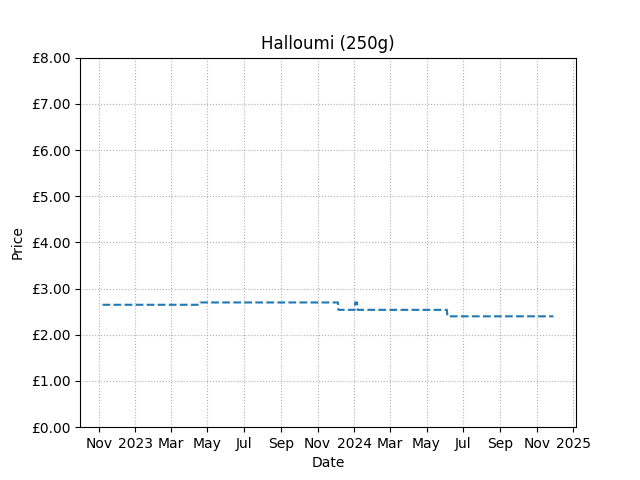 Halloumi (250g)
£8.00
£7.00
£6.00
£5.00
£4.00
£3.00
£2.00
£1.00
£0.00
Price
Nov 2023 Mar May Jul Sep Nov 2024 Mar May Jul Sep Nov 2025
Date